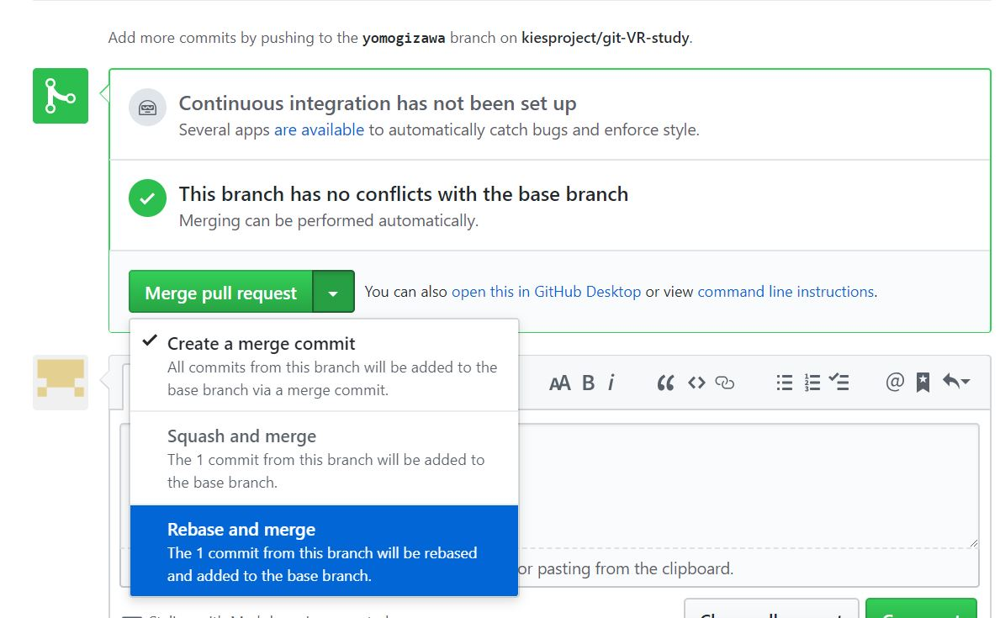 Add more commits by pushing to the yomogizawa branch on kiesproject/git-VR-study.
Continuous integration has not been set up
Several apps are available to automatically catch bugs and enforce style.
This branch has no conflicts with the base branch
Merging can be performed automatically.
Merge pull request
You can also open this in GitHub Desktop or view command line instructions.
Create a merge commit
All commits from this branch will be added to the
base branch via a merge commit.
AA B i
Squash and merge
The 1 commit from this branch will be added to
the base branch.
Rebase and merge
The 1 commit from this branch will be rebased
and added to the base branch.
or pasting from the clipboard.